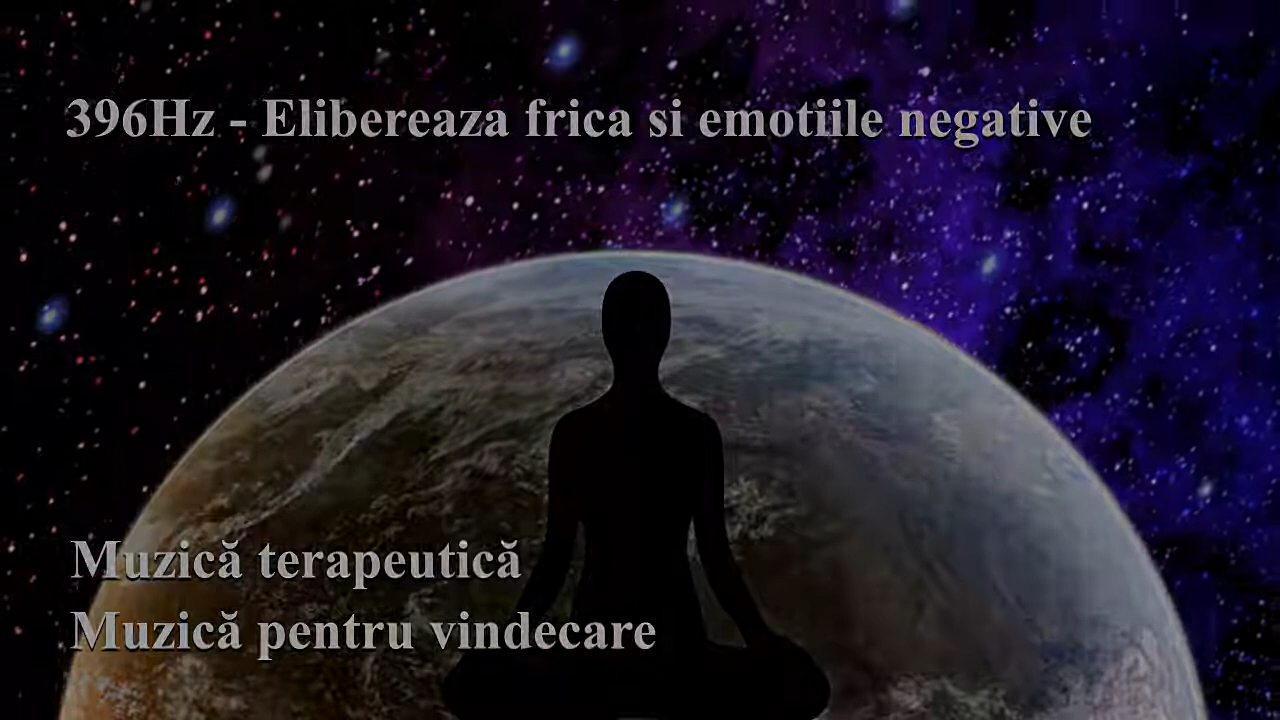 396Hz - Elibereaza frica si emotiile negative
Muzică terapeutică
Muzică pentru vindecare